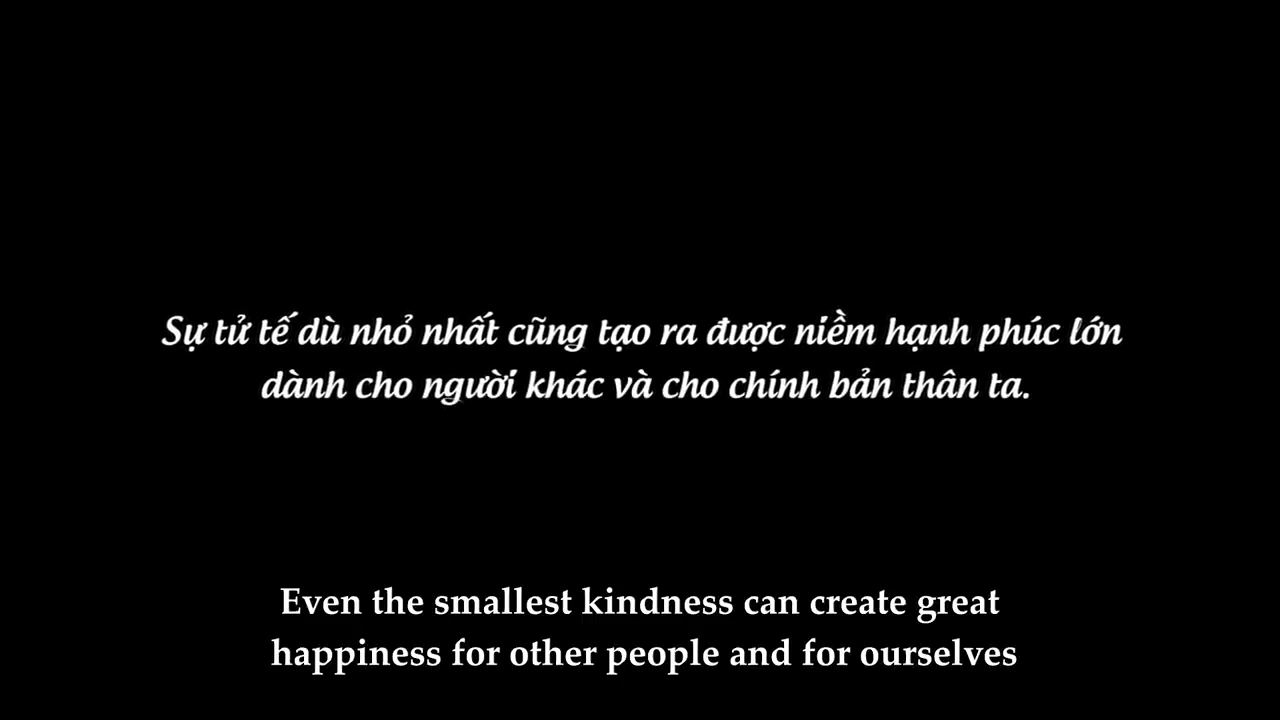 Sự tử tế dù nhỏ nhất cũng tạo ra được niềm hạnh phúc lớn
dành cho người khác và cho chính bản thân ta.
Even the smallest kindness can create great
happiness for other people and for ourselves